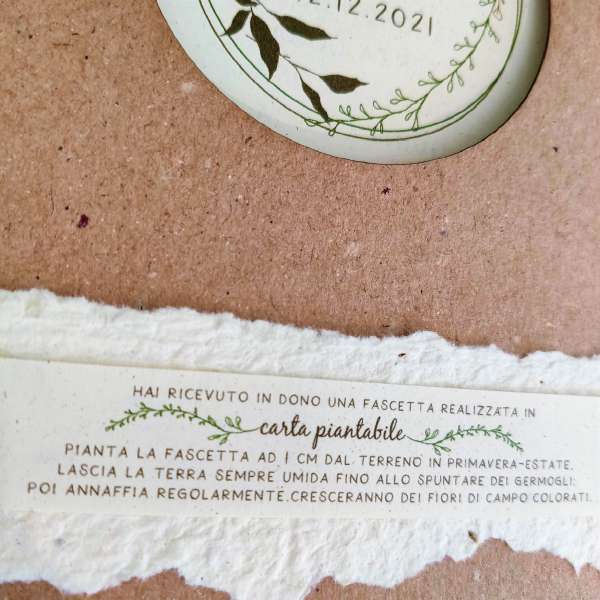 12.12.2021
HAI RICEVUTO IN DONO UNA FASCETTA REALIZZATA IN
carta piantabile
PIANTA LA FASCETTA AD 1 CM DAL TERRENO IN PRIMAVERA-ESTATE.
LASCIA LA TERRA SEMPRE UMIDA FINO ALLO SPUNTARE DEI GERMOGLI:
POI ANNAFFIA REGOLARMENTE.CRESCERANNO DEI FIORI DI CAMPO COLORATI.